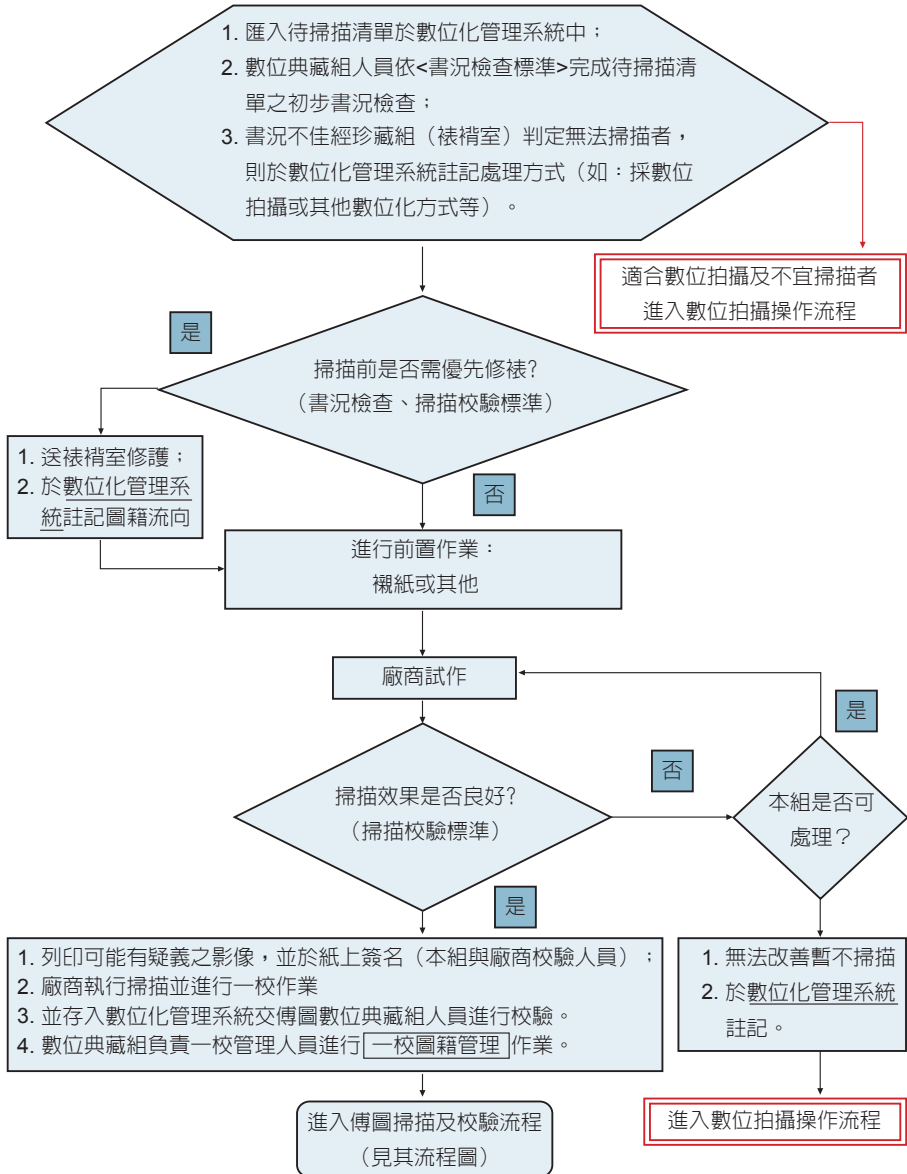 1. 匯入待掃描清單於數位化管理系統中；
2. 數位典藏組人員依<書況檢查標準>完成待掃描清
單之初步書況檢查；
3. 書況不佳經珍藏組（裱褙室）判定無法掃描者，
則於數位化管理系統註記處理方式（如：採數位
拍攝或其他數位化方式等）。
適合數位拍攝及不宜掃描者
進入數位拍攝操作流程
是
掃描前是否需優先修裱?
（書況檢查、掃描校驗標準）
1. 送裱褙室修護；
2. 於數位化管理系
統註記圖籍流向
否
進行前置作業：
襯紙或其他
廠商試作
是
否
掃描效果是否良好?
（掃描校驗標準）
本組是否可
處理？
是
1. 列印可能有疑義之影像，並於紙上簽名（本組與廠商校驗人員）；
2. 廠商執行掃描並進行一校作業
3. 並存入數位化管理系統交傅圖數位典藏組人員進行校驗。
4. 數位典藏組負責一校管理人員進行 一校圖籍管理 作業。
1. 無法改善暫不掃描
2. 於數位化管理系統
註記。
進入傅圖掃描及校驗流程
（見其流程圖）
進入數位拍攝操作流程